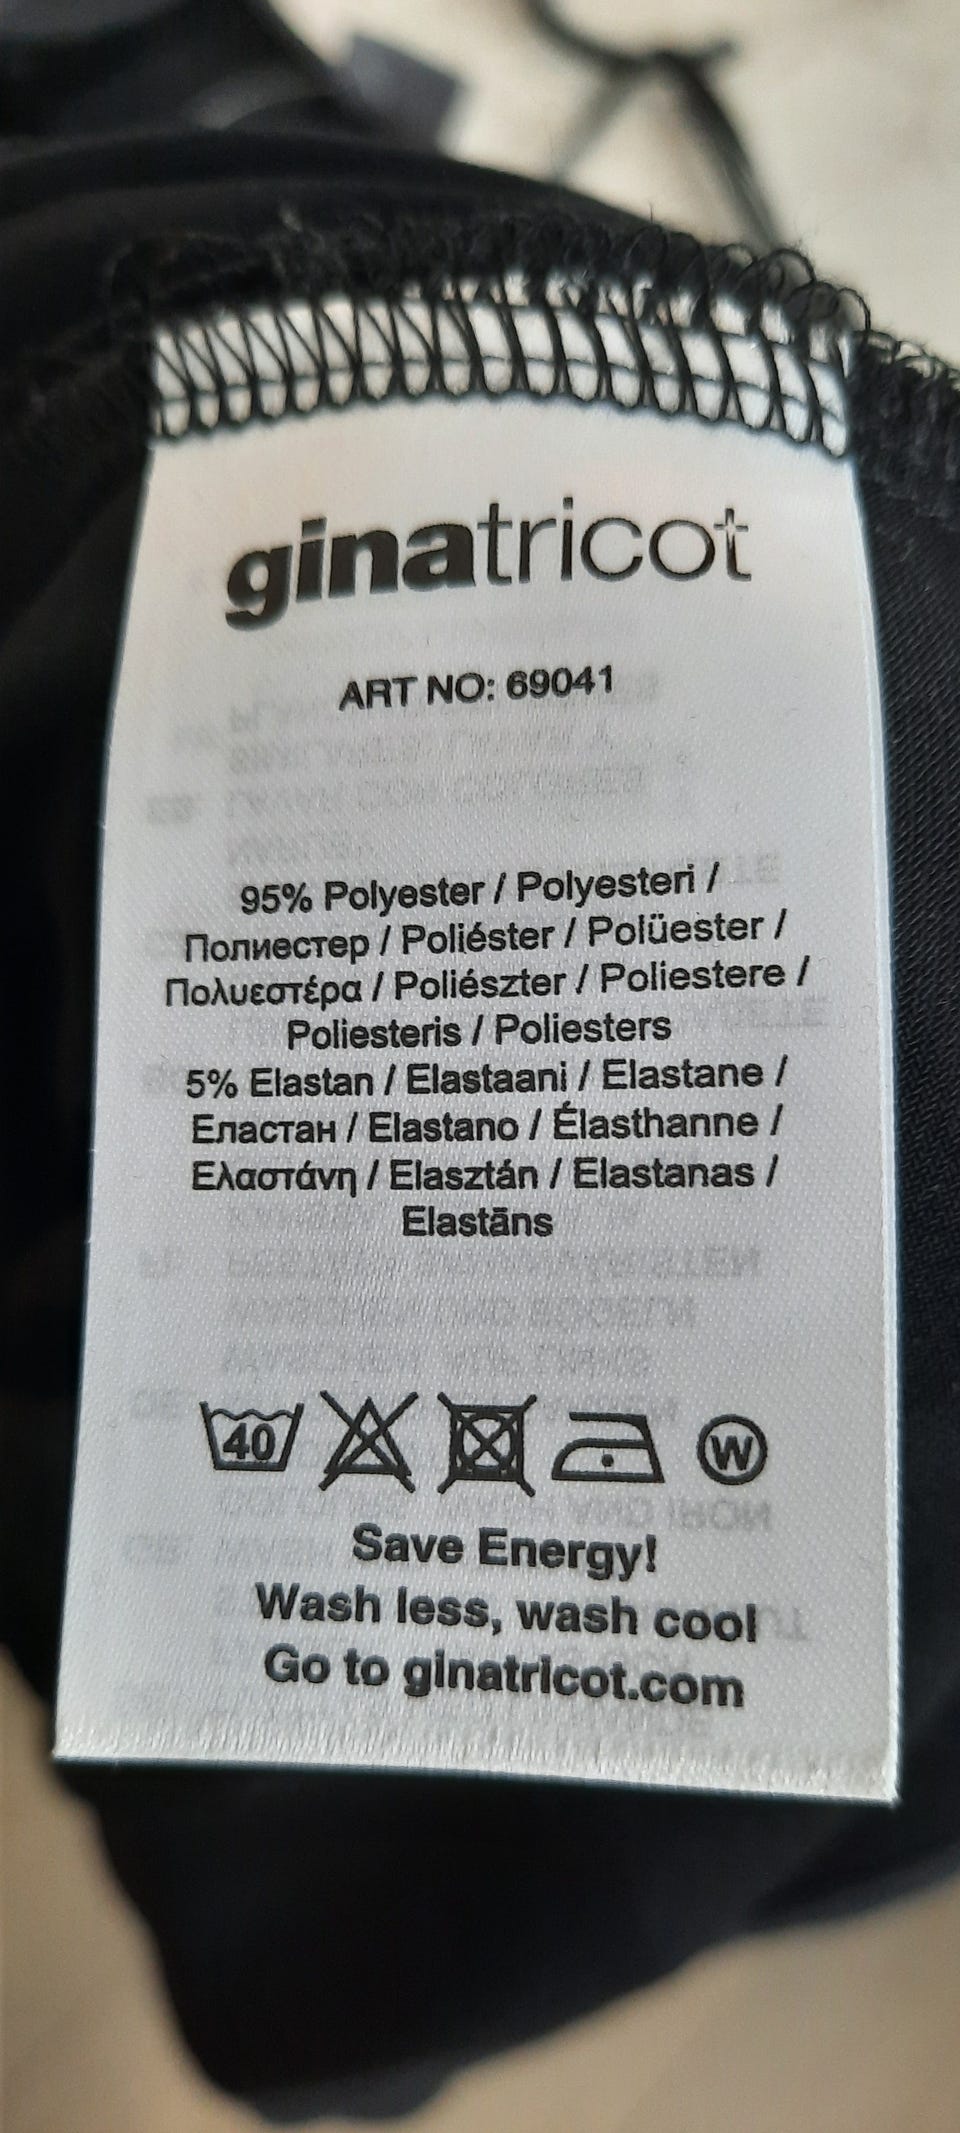 ginatricot
ART NO: 69041
95% Polyester / Polyesteri /
Полиестер / Poliéster / Polüester /
Πολυεστέρα / Poliészter / Poliestere /
Poliesteris / Poliesters
5% Elastan / Elastaani / Elastane /
Еластан / Elastano / Élasthanne /
Ελαστάνη / Elasztán / Elastanas /
Elastāns
40 W
Save Energy!
Wash less, wash cool
Go to ginatricot.com